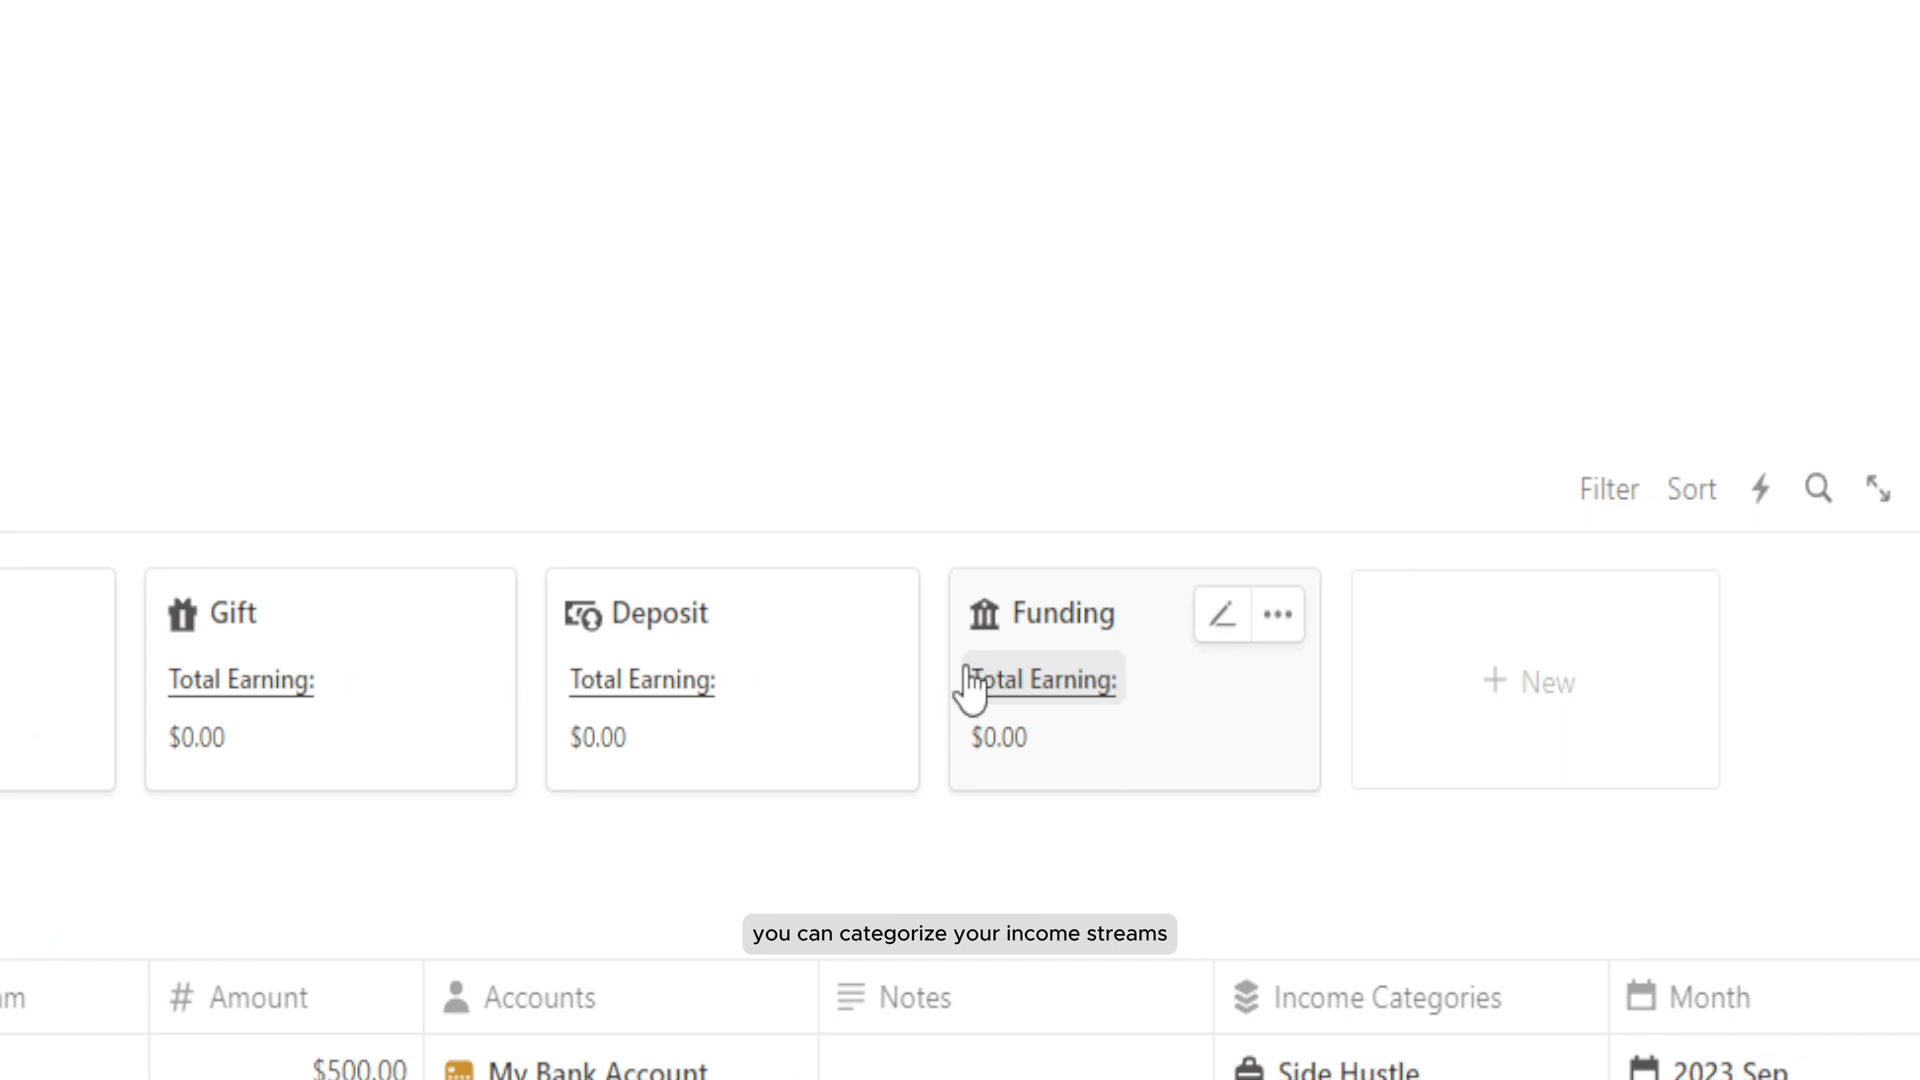 Filter Sort
Gift
Total Earning:
$0.00
Deposit
Total Earning:
$0.00
Funding
Total Earning:
$0.00
+ New
you can categorize your income streams
# Amount Accounts Notes Income Categories Month
$500.00 My Bank Account Side Hustle 2023 Sep